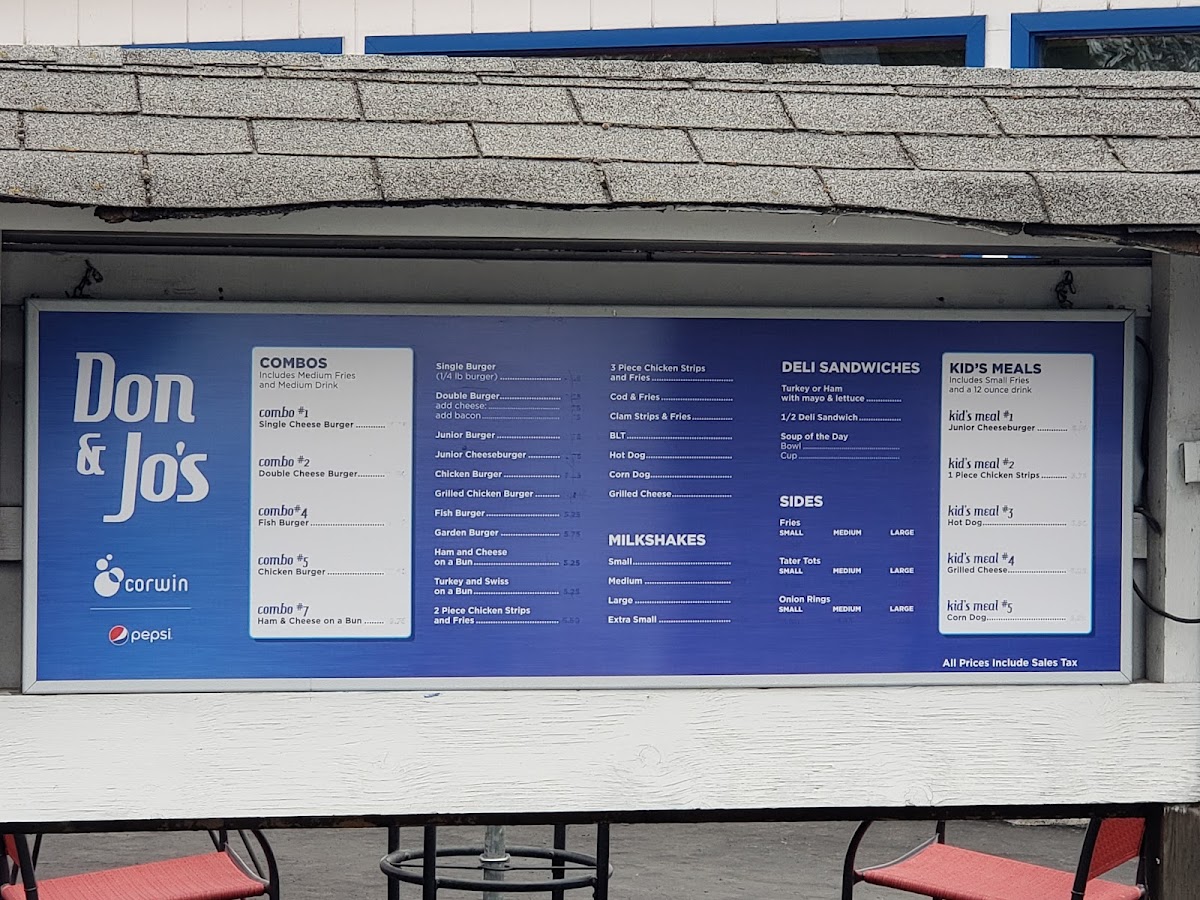 Don
& Jo's
corwin
pepsi
COMBOS
Includes Medium Fries
and Medium Drink
combo #1
Single Cheese Burger
combo #2
Double Cheese Burger
combo #4
Fish Burger
combo #5
Chicken Burger
combo #7
Ham & Cheese on a Bun
Single Burger
(1/4 lb burger)
Double Burger
add cheese:
add bacon
Junior Burger
Junior Cheeseburger
Chicken Burger
Grilled Chicken Burger
Fish Burger
Garden Burger
Ham and Cheese
on a Bun
Turkey and Swiss
on a Bun
2 Piece Chicken Strips
and Fries
3 Piece Chicken Strips
and Fries
Cod & Fries
Clam Strips & Fries
BLT
Hot Dog
Corn Dog
Grilled Cheese
MILKSHAKES
Small
Medium
Large
Extra Small
DELI SANDWICHES
Turkey or Ham
with mayo & lettuce
1/2 Deli Sandwich
Soup of the Day
Bowl
Cup
SIDES
Fries
SMALL MEDIUM LARGE
Tater Tots
SMALL MEDIUM LARGE
Onion Rings
SMALL MEDIUM LARGE
KID'S MEALS
Includes Small Fries
and a 12 ounce drink
kid's meal #1
Junior Cheeseburger
kid's meal #2
1 Piece Chicken Strips
kid's meal #3
Hot Dog
kid's meal #4
Grilled Cheese
kid's meal #5
Corn Dog
All Prices Include Sales Tax